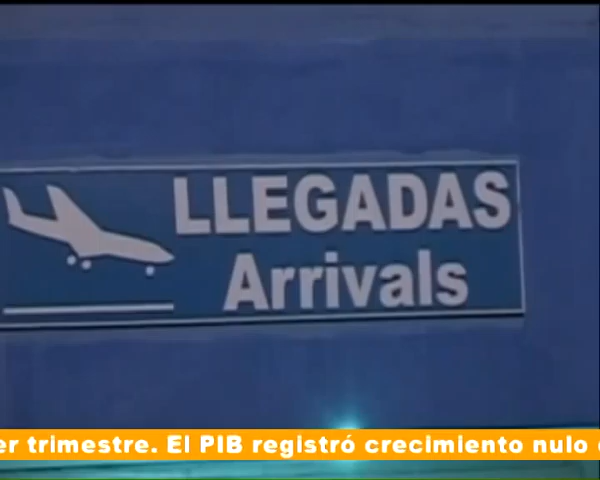 LLEGADAS
Arrivals
trimestre. El PIB registró crecimiento nulo